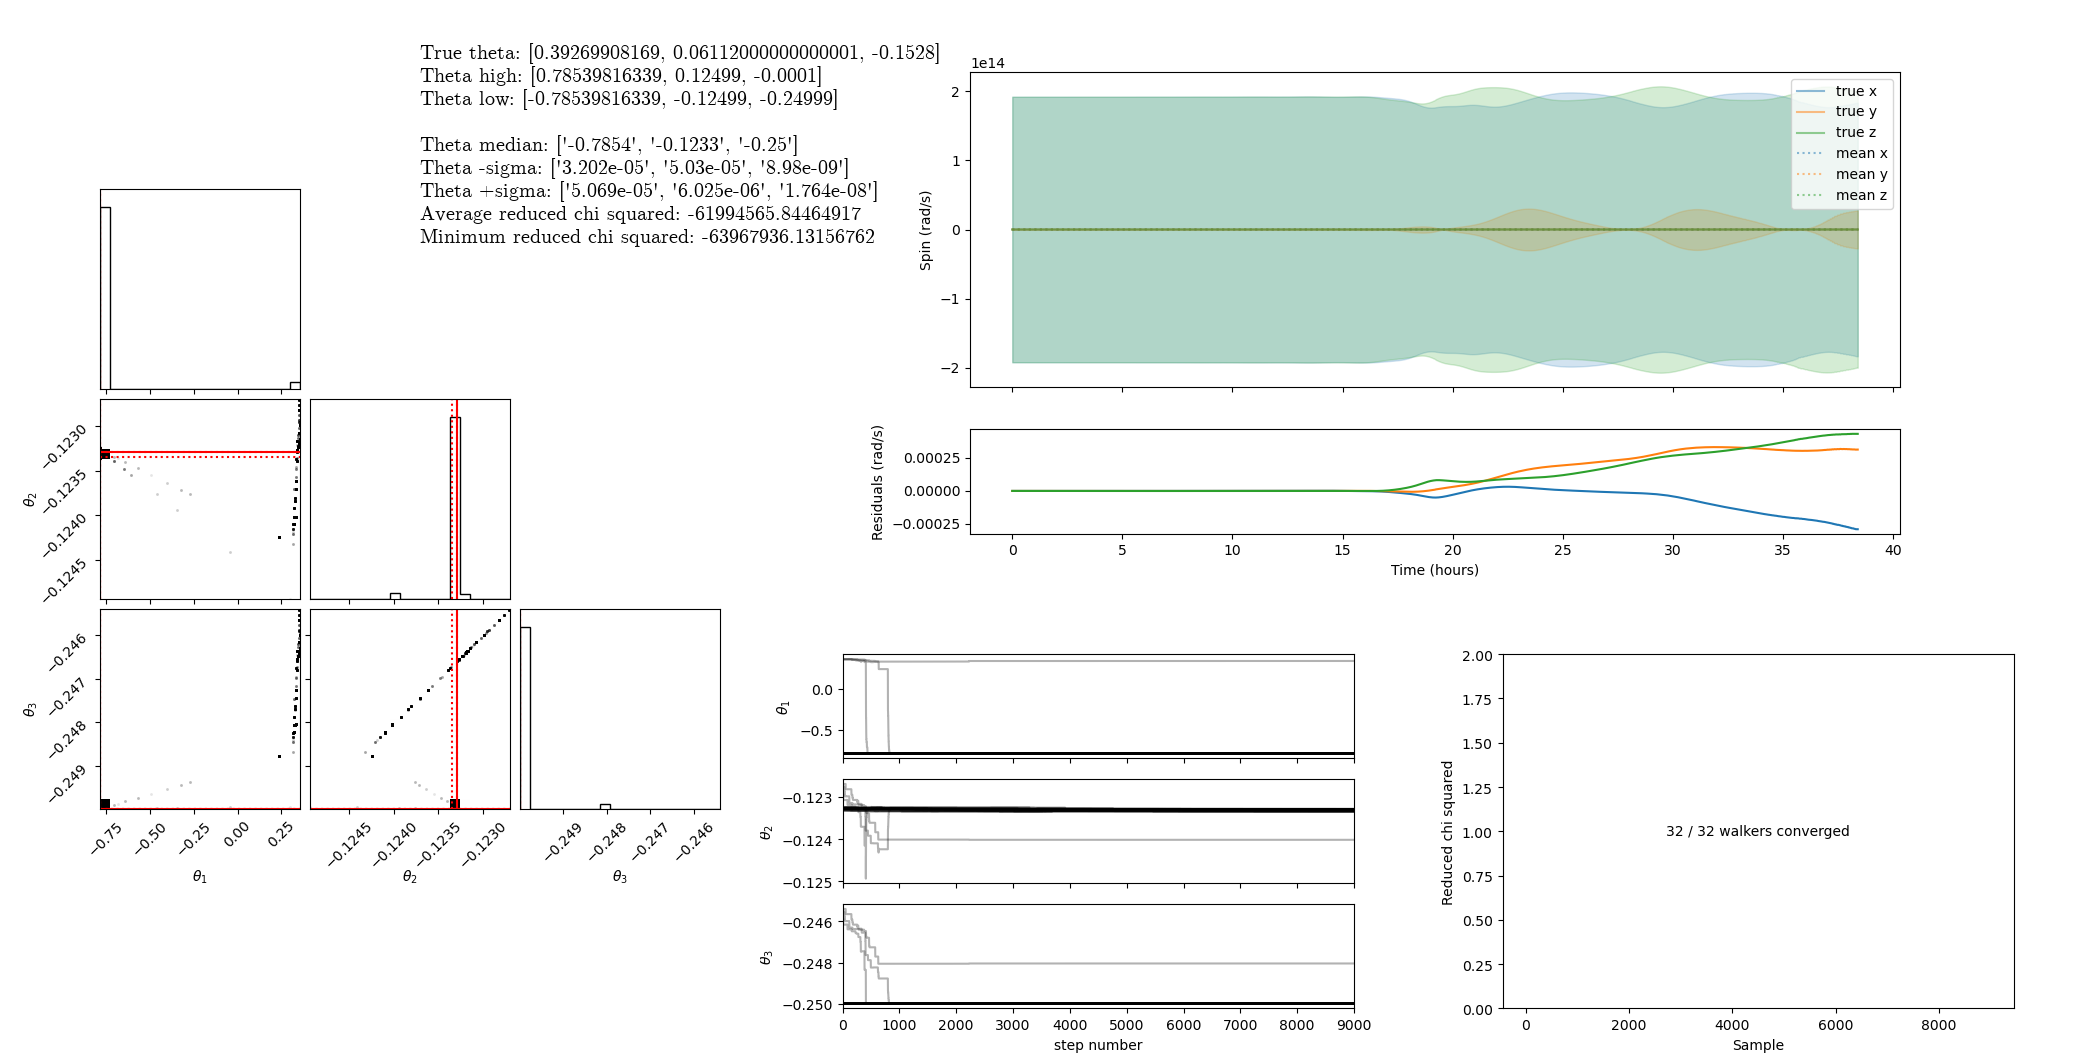 True theta: [0.39269908169, 0.06112000000000001, -0.1528]
Theta high: [0.78539816339, 0.12499, -0.0001]
Theta low: [-0.78539816339, -0.12499, -0.24999]
Theta median: ['-0.7854', '-0.1233', '-0.25']
Theta -sigma: ['3.202e-05', '5.03e-05', '8.98e-09']
Theta +sigma: ['5.069e-05', '6.025e-06', '1.764e-08']
Average reduced chi squared: -61994565.84464917
Minimum reduced chi squared: -63967936.13156762
1e14
2
1
0
−1
−2
Spin (rad/s)
true x
true y
true z
mean x
mean y
mean z
0.00025
0.00000
−0.00025
Residuals (rad/s)
0 5 10 15 20 25 30 35 40
Time (hours)
−0.1230
−0.1235
−0.1240
−0.1245
θ2
−0.246
−0.247
−0.248
−0.249
θ3
−0.75 −0.50 −0.25 0.00 0.25
θ1
−0.1245 −0.1240 −0.1235 −0.1230
θ2
−0.249 −0.248 −0.247 −0.246
θ3
0.0
−0.5
θ1
−0.123
−0.124
−0.125
θ2
−0.246
−0.248
−0.250
θ3
0 1000 2000 3000 4000 5000 6000 7000 8000 9000
step number
2.00
1.75
1.50
1.25
1.00
0.75
0.50
0.25
0.00
Reduced chi squared
32 / 32 walkers converged
0 2000 4000 6000 8000
Sample